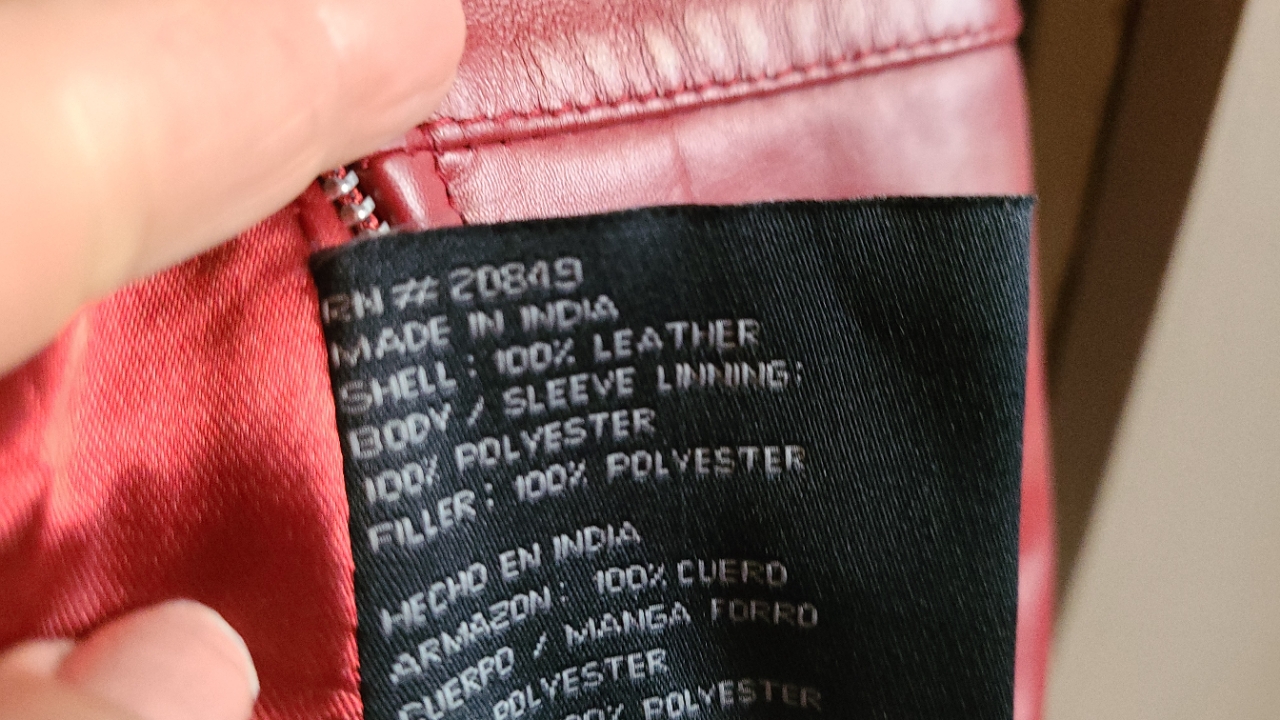 RN # 20849
MADE IN INDIA
SHELL : 100% LEATHER
BODY / SLEEVE LINNING:
100% POLYESTER
FILLER : 100% POLYESTER
HECHO EN INDIA
ARMAZON: 100% CUERO
CUERPO / MANGA FORRO
POLYESTER
POLYESTER